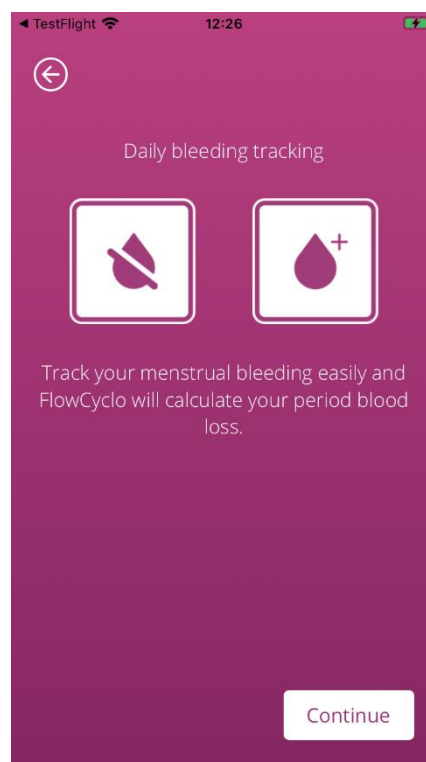 ◀ TestFlight 12:26
Daily bleeding tracking
Track your menstrual bleeding easily and
FlowCyclo will calculate your period blood
loss.
Continue